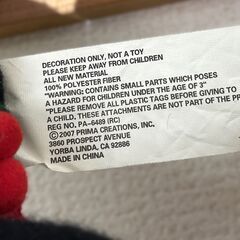 DECORATION ONLY, NOT A TOY
PLEASE KEEP AWAY FROM CHILDREN
ALL NEW MATERIAL
100% POLYESTER FIBER
"WARNING: CONTAINS SMALL PARTS WHICH POSES
A HAZARD FOR CHILDREN UNDER THE AGE OF 3"
"PLEASE REMOVE ALL PLASTIC TAGS BEFORE GIVING TO
A CHILD. THESE ATTACHMENTS ARE NOT PART OF THE
REG. NO. PA-6489 (RC)
©2007 PRIMA CREATIONS, INC.
3860 PROSPECT AVENUE
YORBA LINDA, CA 92886
MADE IN CHINA